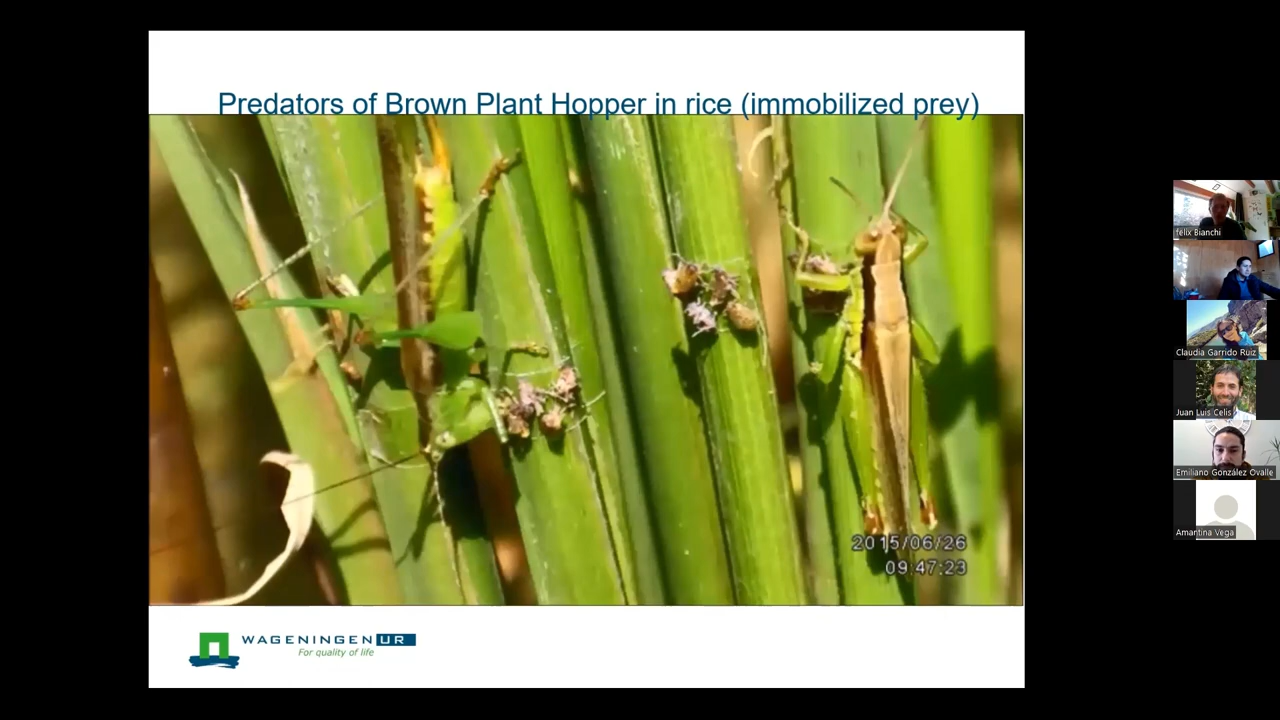 Predators of Brown Plant Hopper in rice (immobilized prey)
2015/06/26
09:47:23
WAGENINGEN UR
For quality of life
felix Bianchi
Claudia Garrido Ruiz
Juan Luis Celis
Emiliano González Ovalle
Amantina Vega